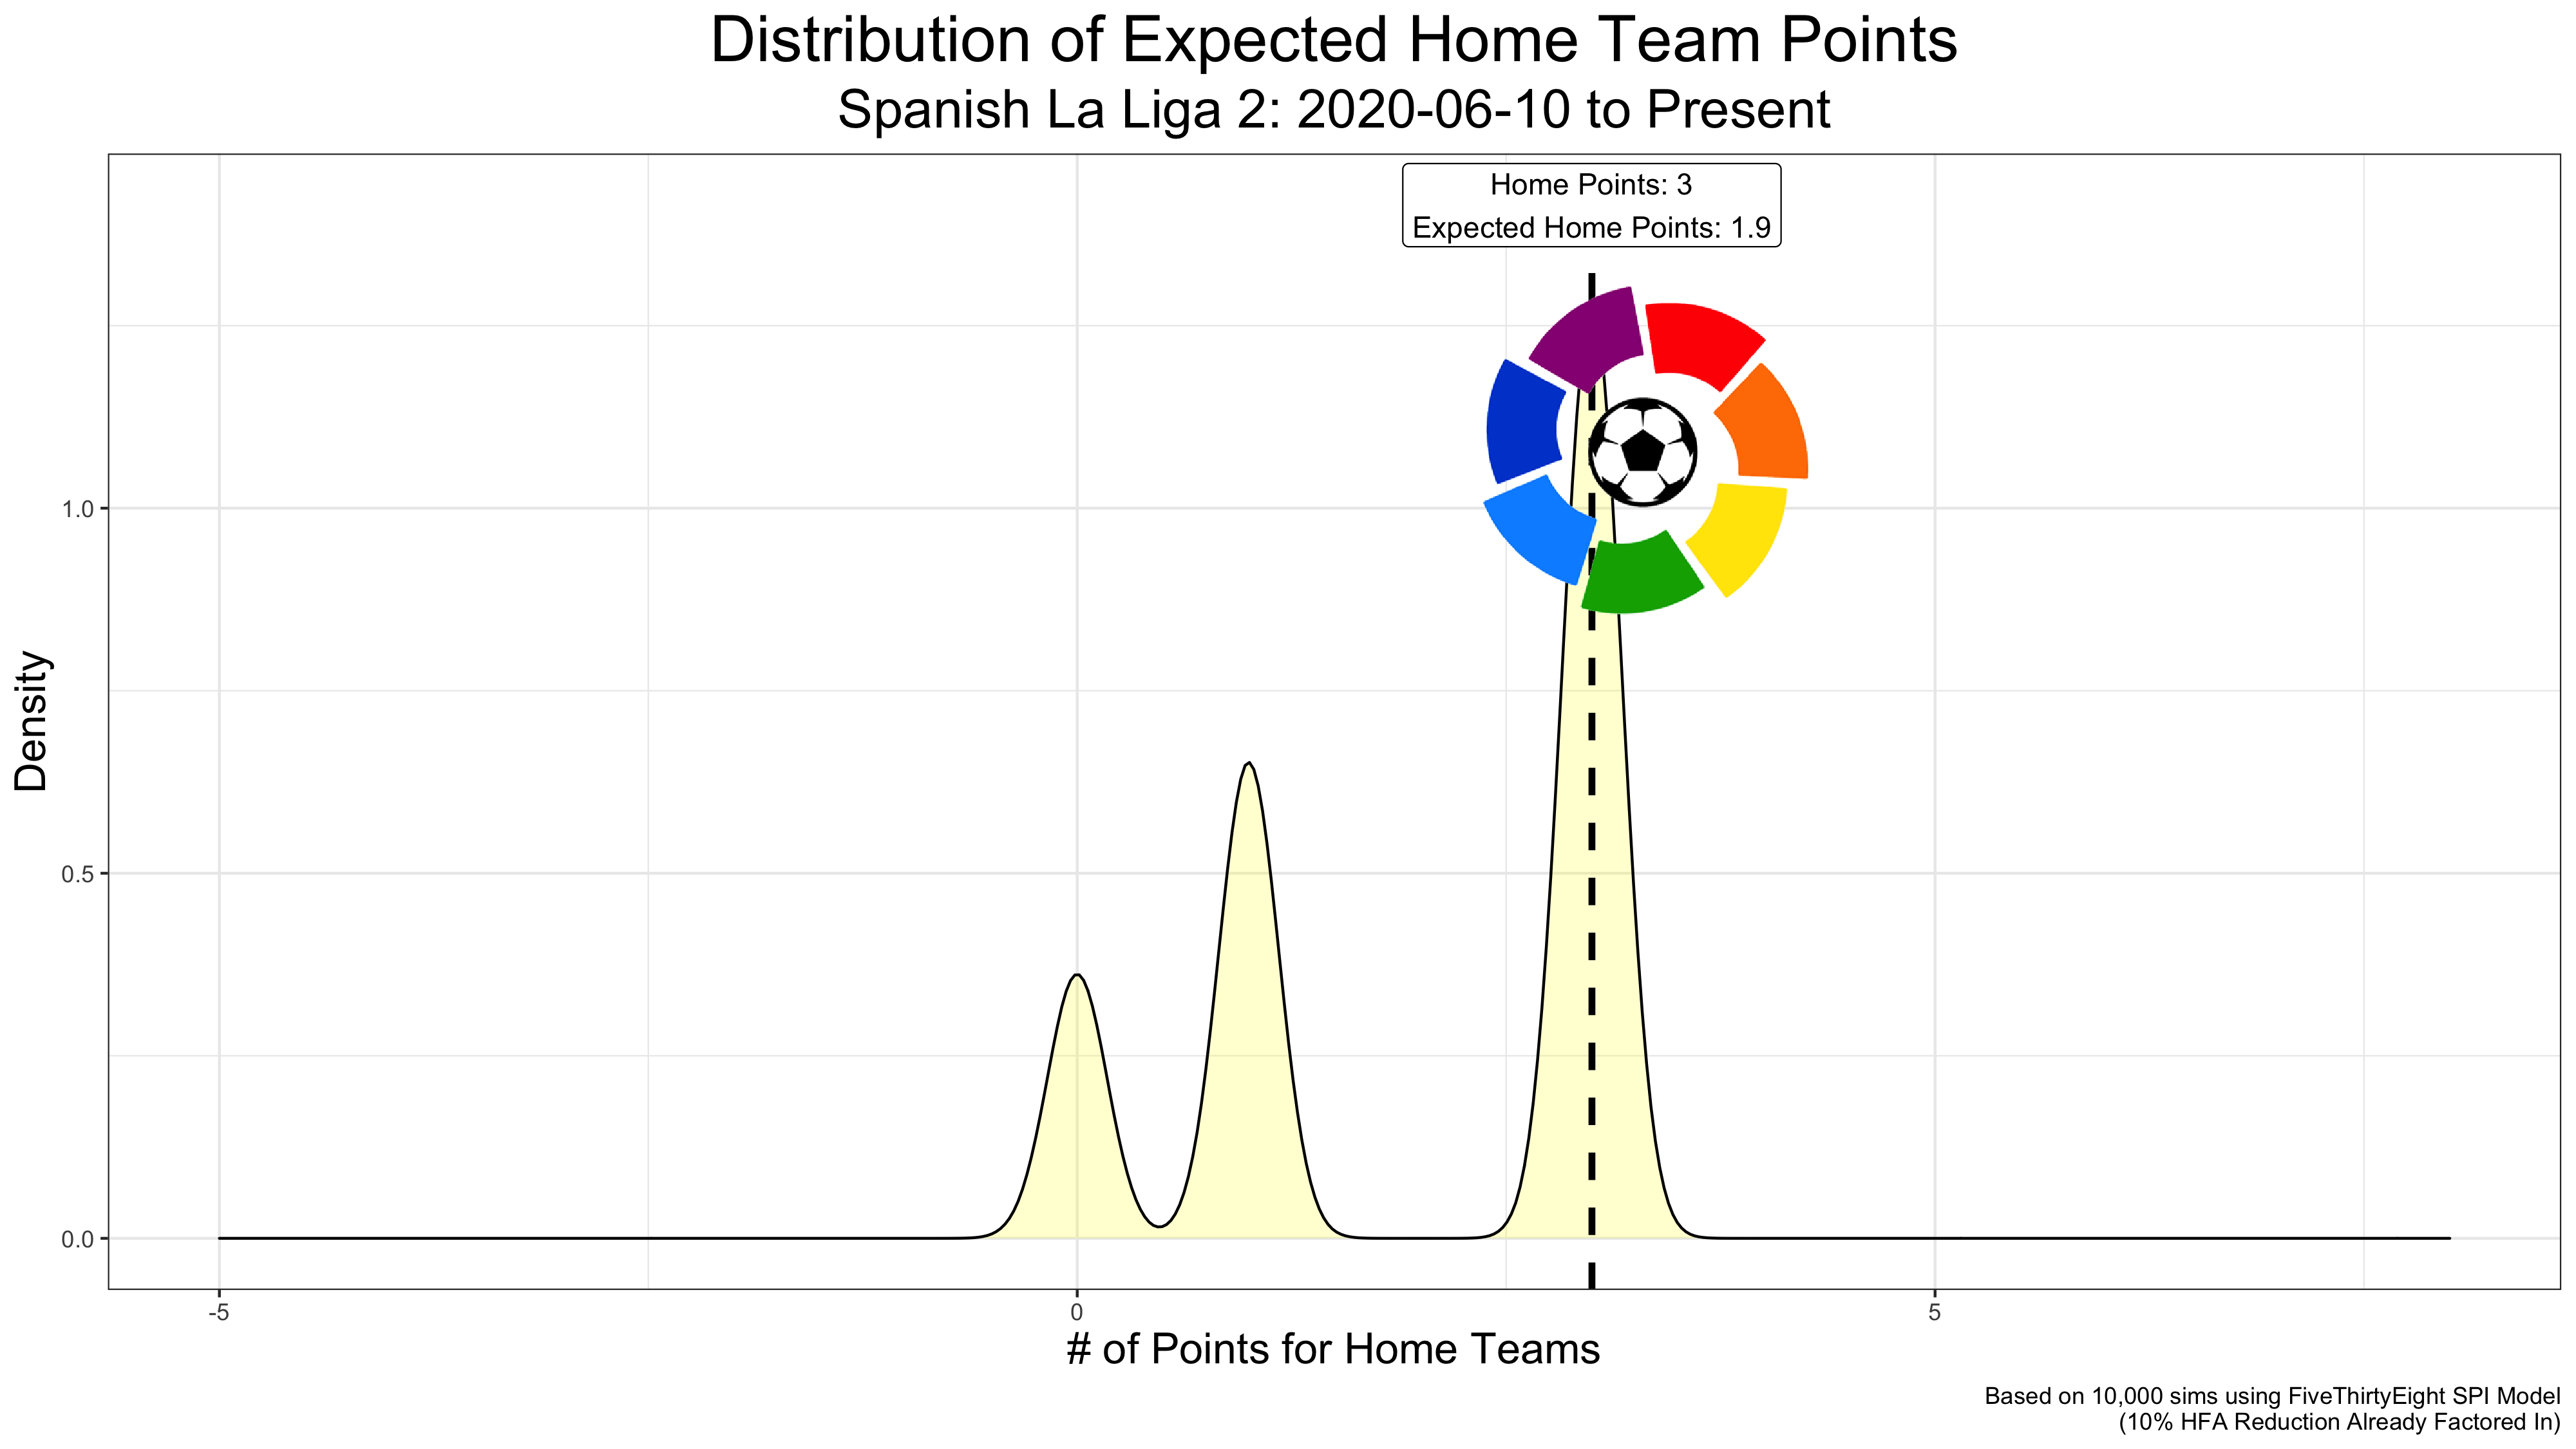 Distribution of Expected Home Team Points
Spanish La Liga 2: 2020-06-10 to Present
Home Points: 3
Expected Home Points: 1.9
Density
1.0
0.5
0.0
-5
0
5
# of Points for Home Teams
Based on 10,000 sims using FiveThirtyEight SPI Model
(10% HFA Reduction Already Factored In)